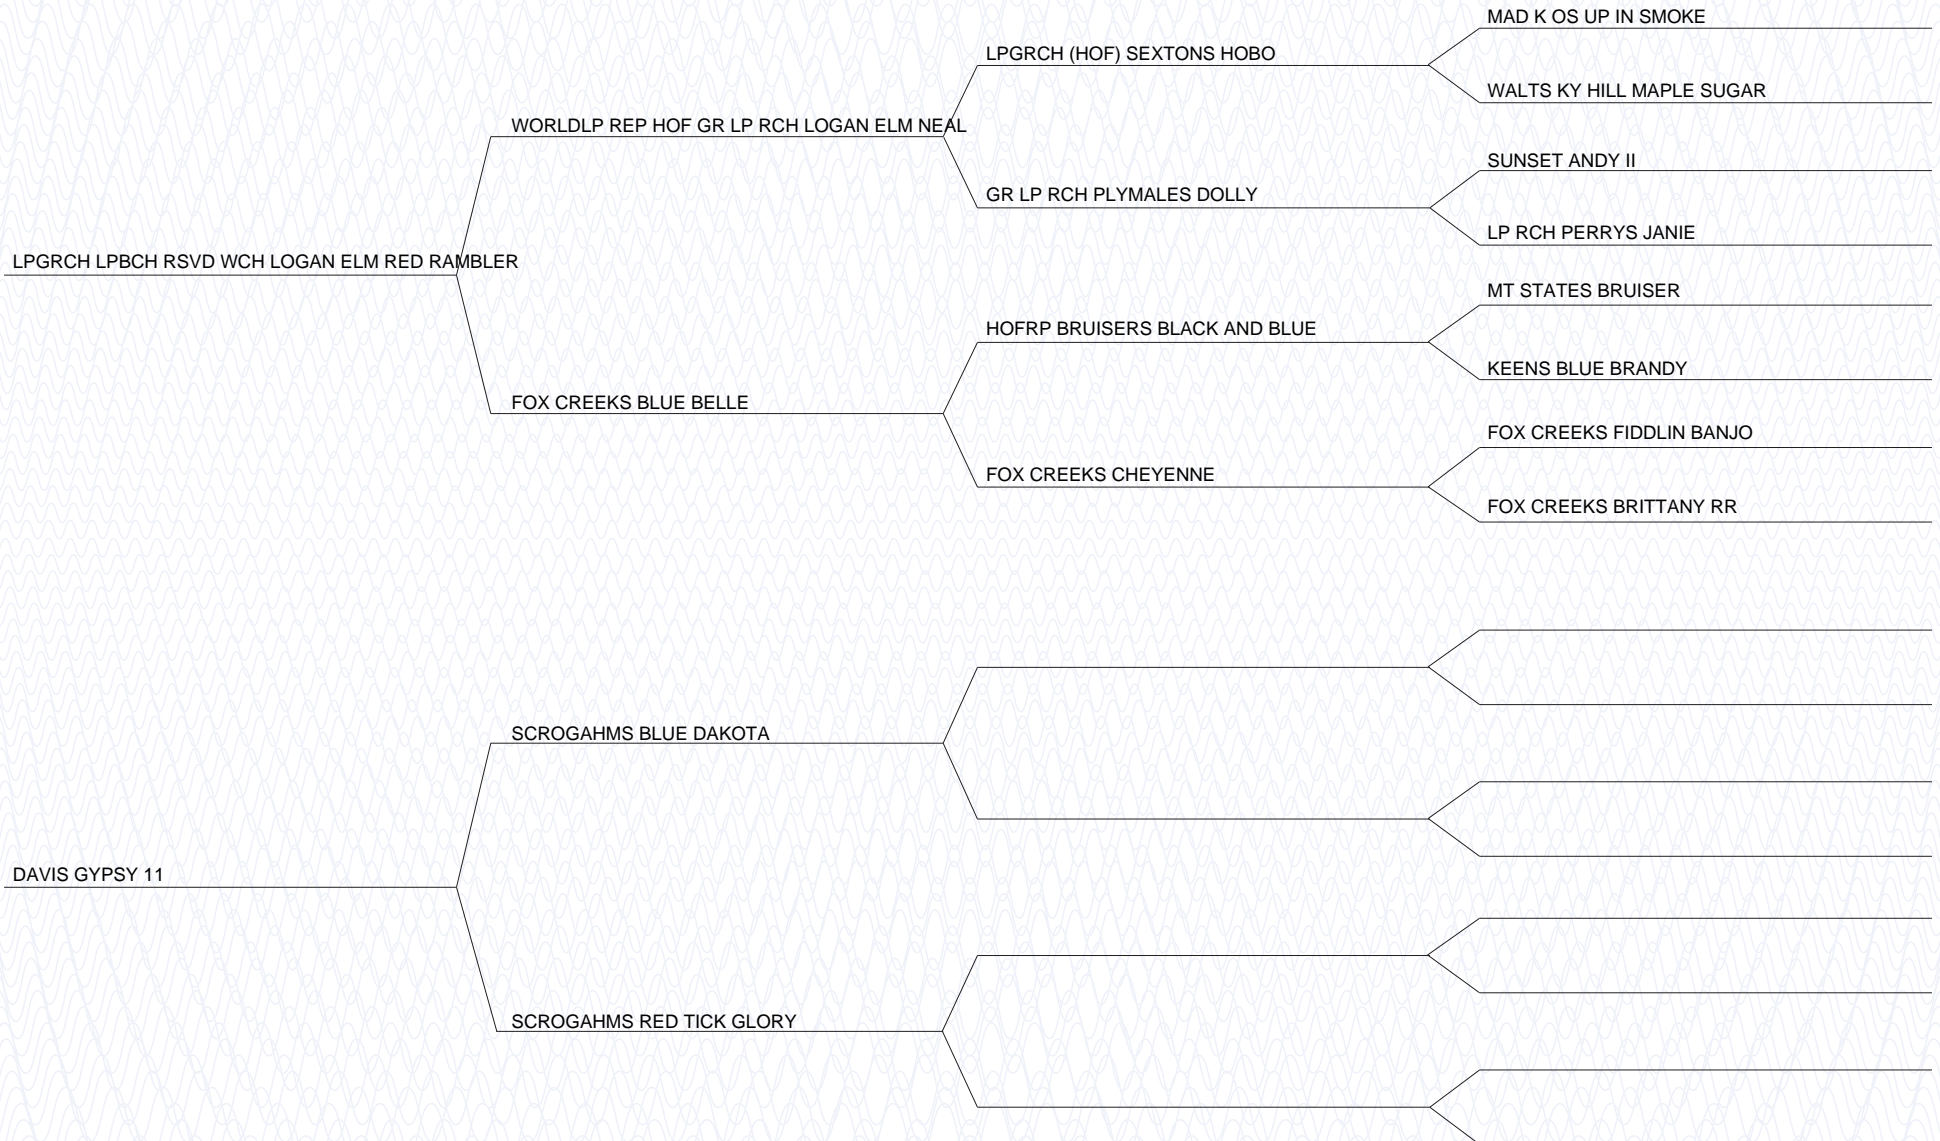 MAD K OS UP IN SMOKE
LPGRCH (HOF) SEXTONS HOBO
WALTS KY HILL MAPLE SUGAR
WORLDLP REP HOF GR LP RCH LOGAN ELM NEAL
SUNSET ANDY II
GR LP RCH PLYMALES DOLLY
LP RCH PERRYS JANIE
LPGRCH LPBCH RSVD WCH LOGAN ELM RED RAMBLER
MT STATES BRUISER
HOFRP BRUISERS BLACK AND BLUE
KEENS BLUE BRANDY
FOX CREEKS BLUE BELLE
FOX CREEKS FIDDLIN BANJO
FOX CREEKS CHEYENNE
FOX CREEKS BRITTANY RR
SCROGAHMS BLUE DAKOTA
DAVIS GYPSY 11
SCROGAHMS RED TICK GLORY